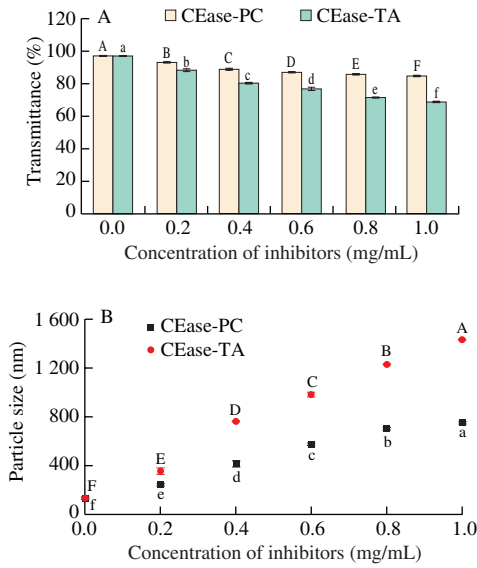 A
CEase-PC
CEase-TA
120
100
80
60
40
20
0
Transmittance (%)
A a
B b
C c
D d
E e
F f
0.0 0.2 0.4 0.6 0.8 1.0
Concentration of inhibitors (mg/mL)
B
CEase-PC
CEase-TA
1 600
1 200
800
400
0
Particle size (nm)
F
f
E
e
D
d
C
c
B
b
A
a
0.0 0.2 0.4 0.6 0.8 1.0
Concentration of inhibitors (mg/mL)